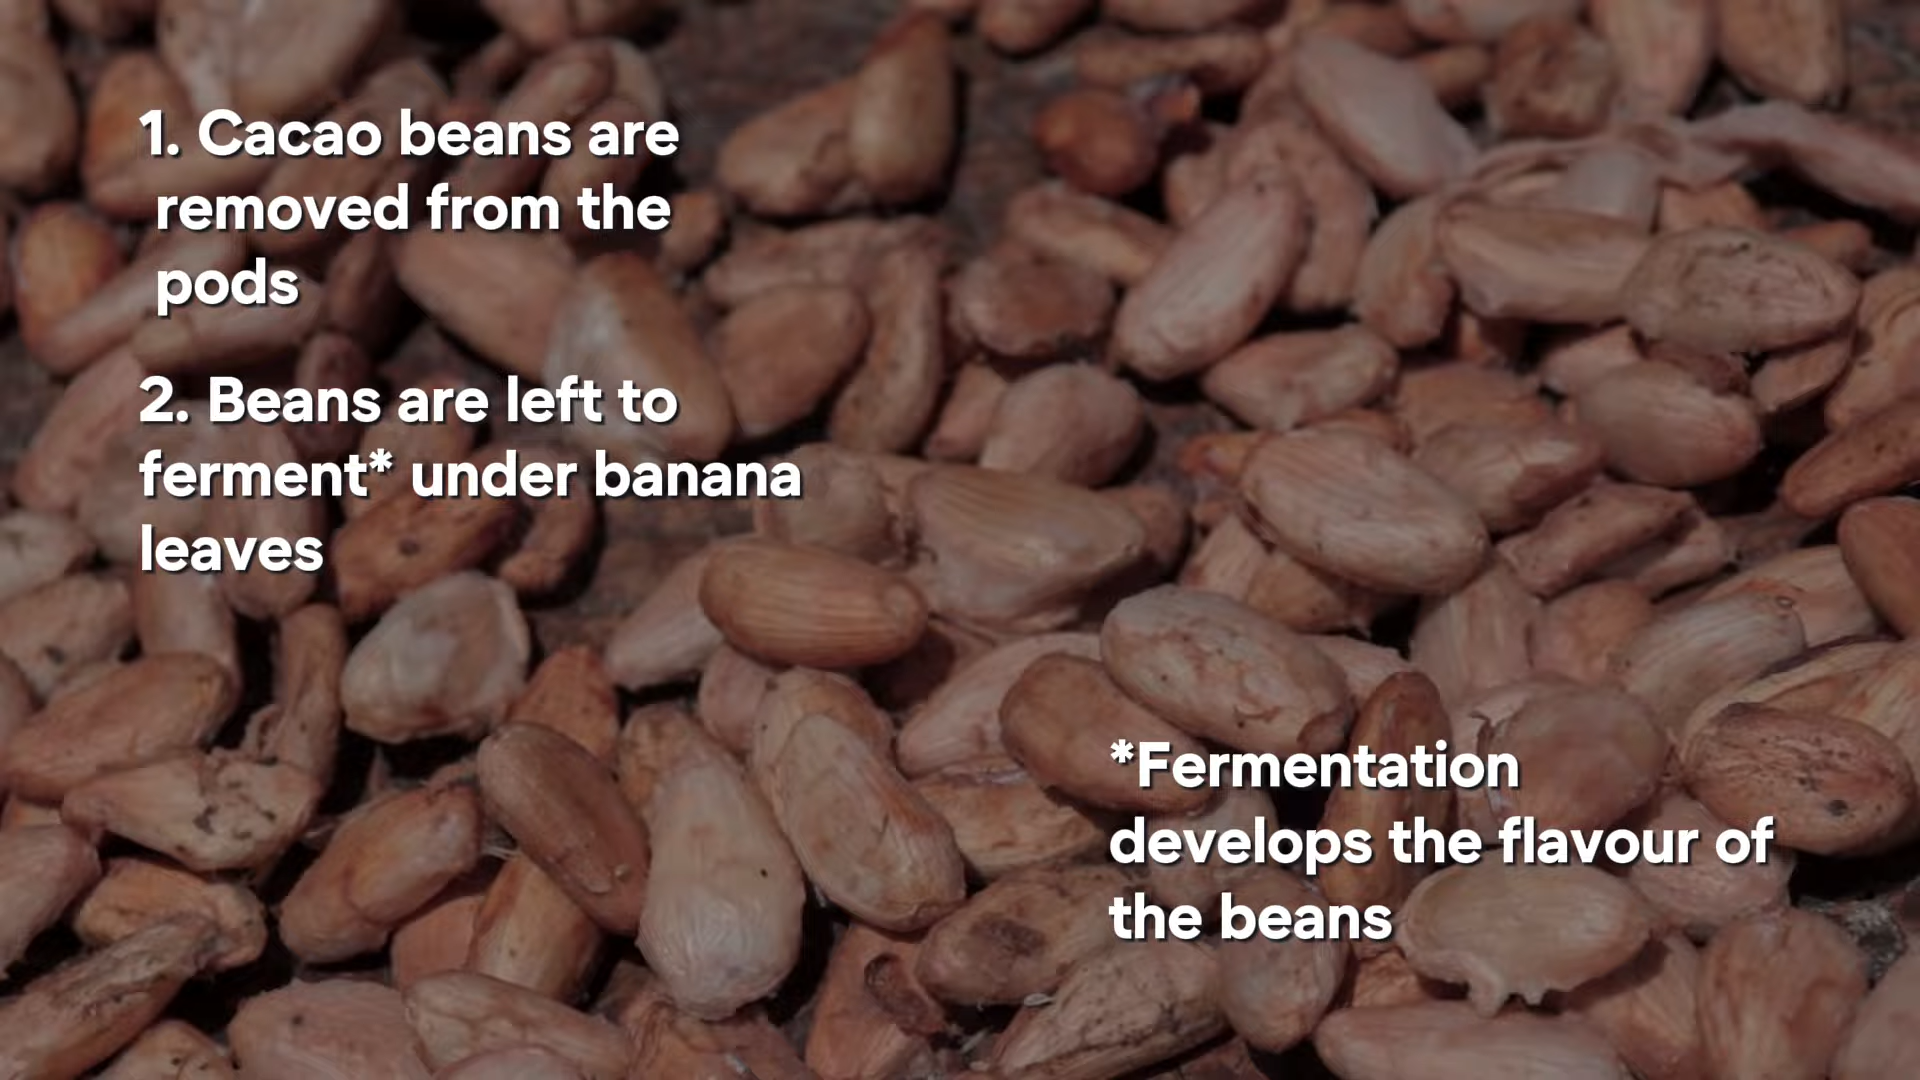 1. Cacao beans are
removed from the
pods
2. Beans are left to
ferment* under banana
leaves
*Fermentation
develops the flavour of
the beans